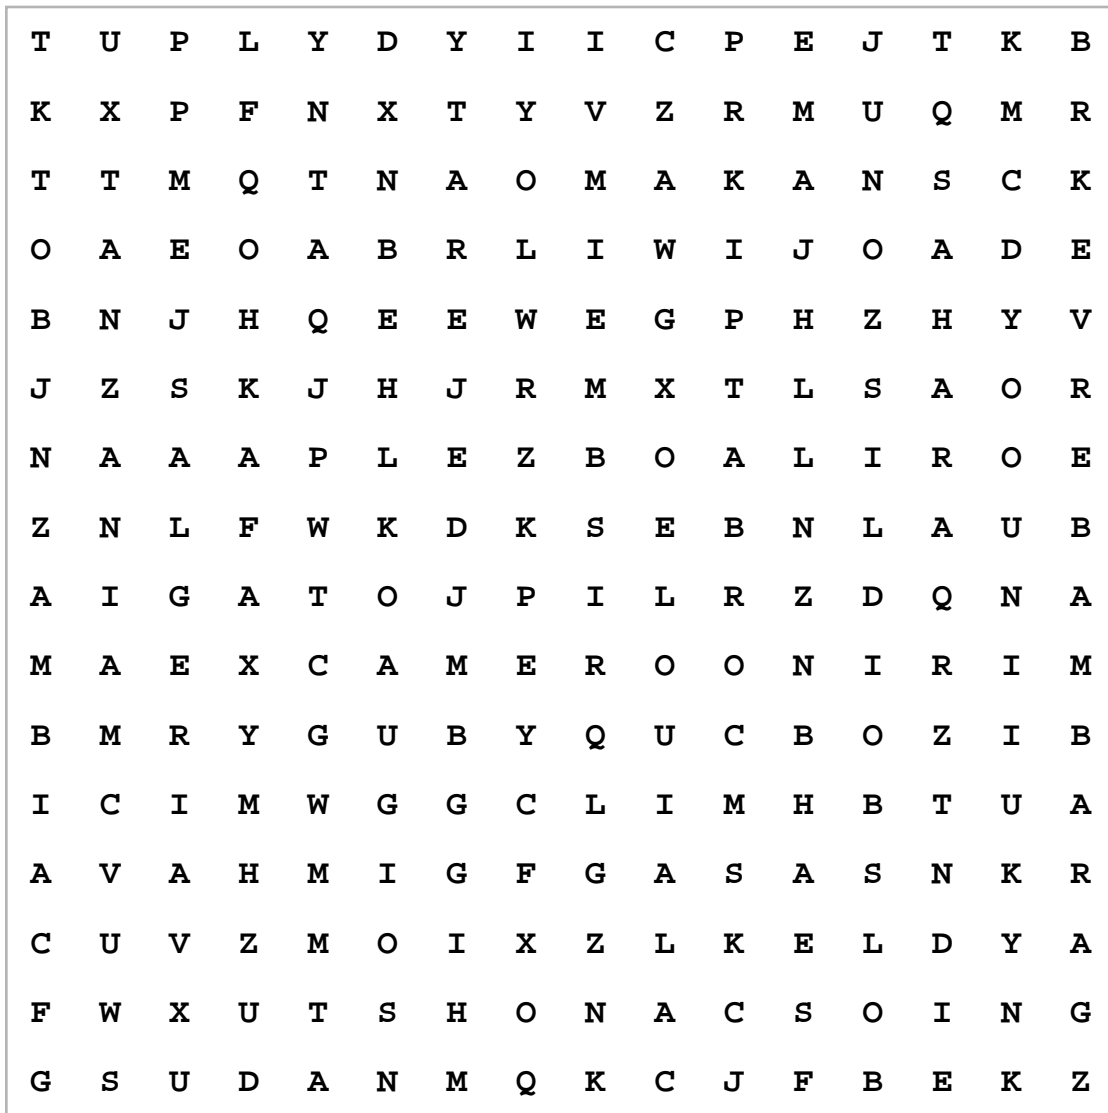 T U P L Y D Y I I C P E J T K B
K X P F N X T Y V Z R M U Q M R
T T M Q T N A O M A K A N S C K
O A E O A B R L I W I J O A D E
B N J H Q E E W E G P H Z H Y V
J Z S K J H J R M X T L S A O R
N A A A P L E Z B O A L I R O E
Z N L F W K D K S E B N L A U B
A I G A T O J P I L R Z D Q N A
M A E X C A M E R O O N I R I M
B M R Y G U B Y Q U C B O Z I B
I C I M W G G C L I M H B T U A
A V A H M I G F G A S A S N K R
C U V Z M O I X Z L K E L D Y A
F W X U T S H O N A C S O I N G
G S U D A N M Q K C J F B E K Z